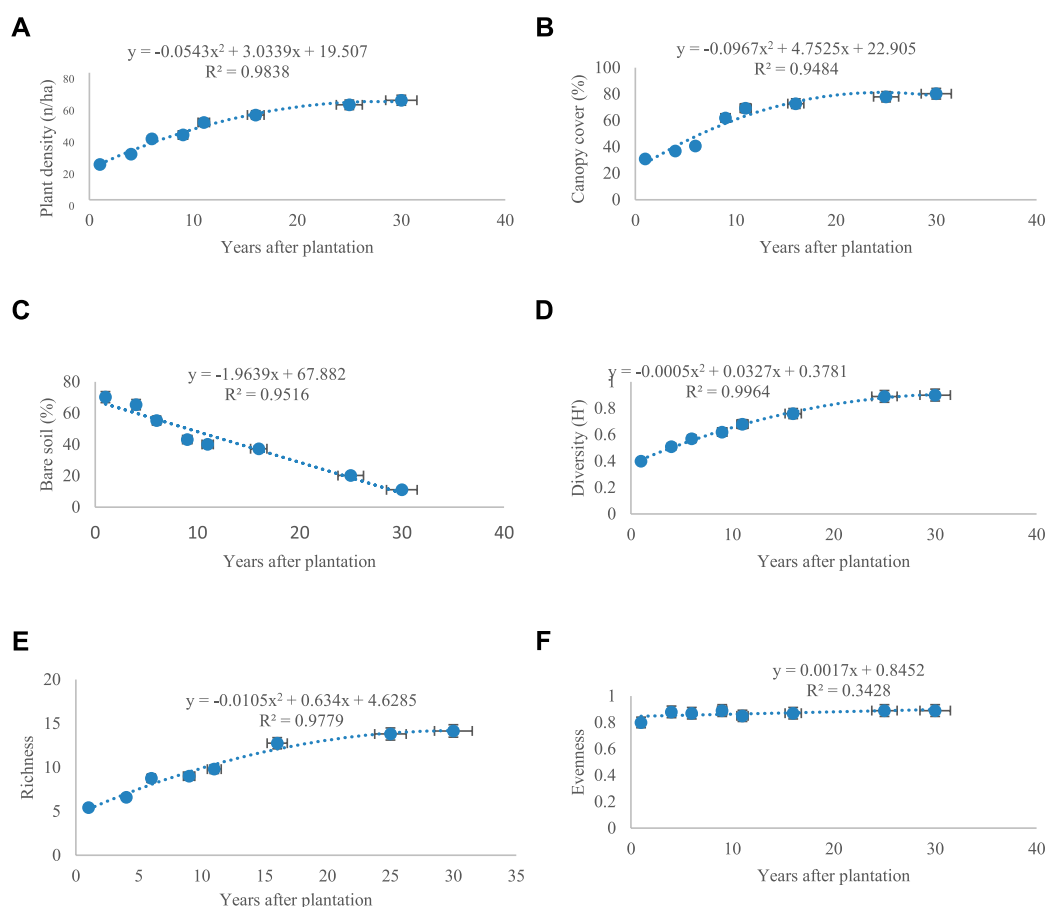 A
y = -0.0543x² + 3.0339x + 19.507
R² = 0.9838
Plant density (n/ha)
80
60
40
20
0
0 10 20 30 40
Years after plantation
B
y = -0.0967x² + 4.7525x + 22.905
R² = 0.9484
Canopy cover (%)
100
80
60
40
20
0
0 10 20 30 40
Years after plantation
C
y = -1.9639x + 67.882
R² = 0.9516
Bare soil (%)
80
60
40
20
0
0 10 20 30 40
Years after plantation
D
y = -0.0005x² + 0.0327x + 0.3781
R² = 0.9964
Diversity (H')
1
0.8
0.6
0.4
0.2
0
0 10 20 30 40
Years after plantation
E
y = -0.0105x² + 0.634x + 4.6285
R² = 0.9779
Richness
20
15
10
5
0
0 5 10 15 20 25 30 35
Years after plantation
F
y = 0.0017x + 0.8452
R² = 0.3428
Evenness
1
0.8
0.6
0.4
0.2
0
0 10 20 30 40
Years after plantation